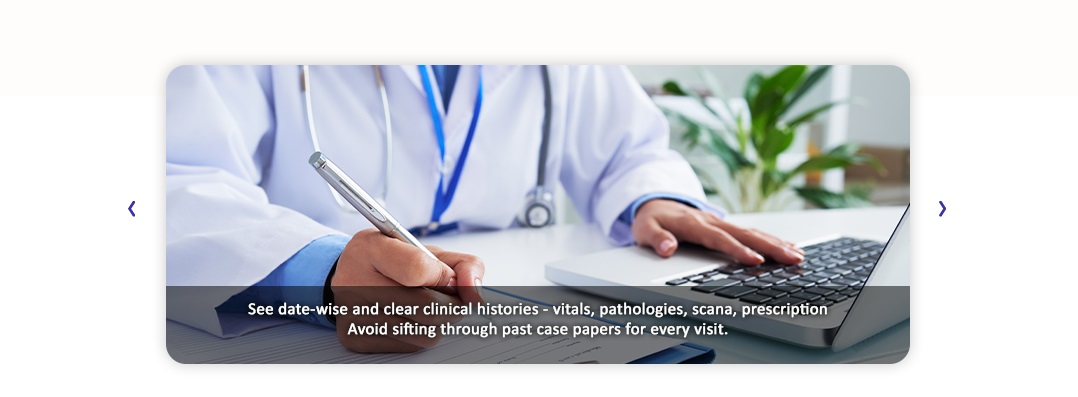 See date-wise and clear clinical histories - vitals, pathologies, scana, prescription
Avoid sifting through past case papers for every visit.